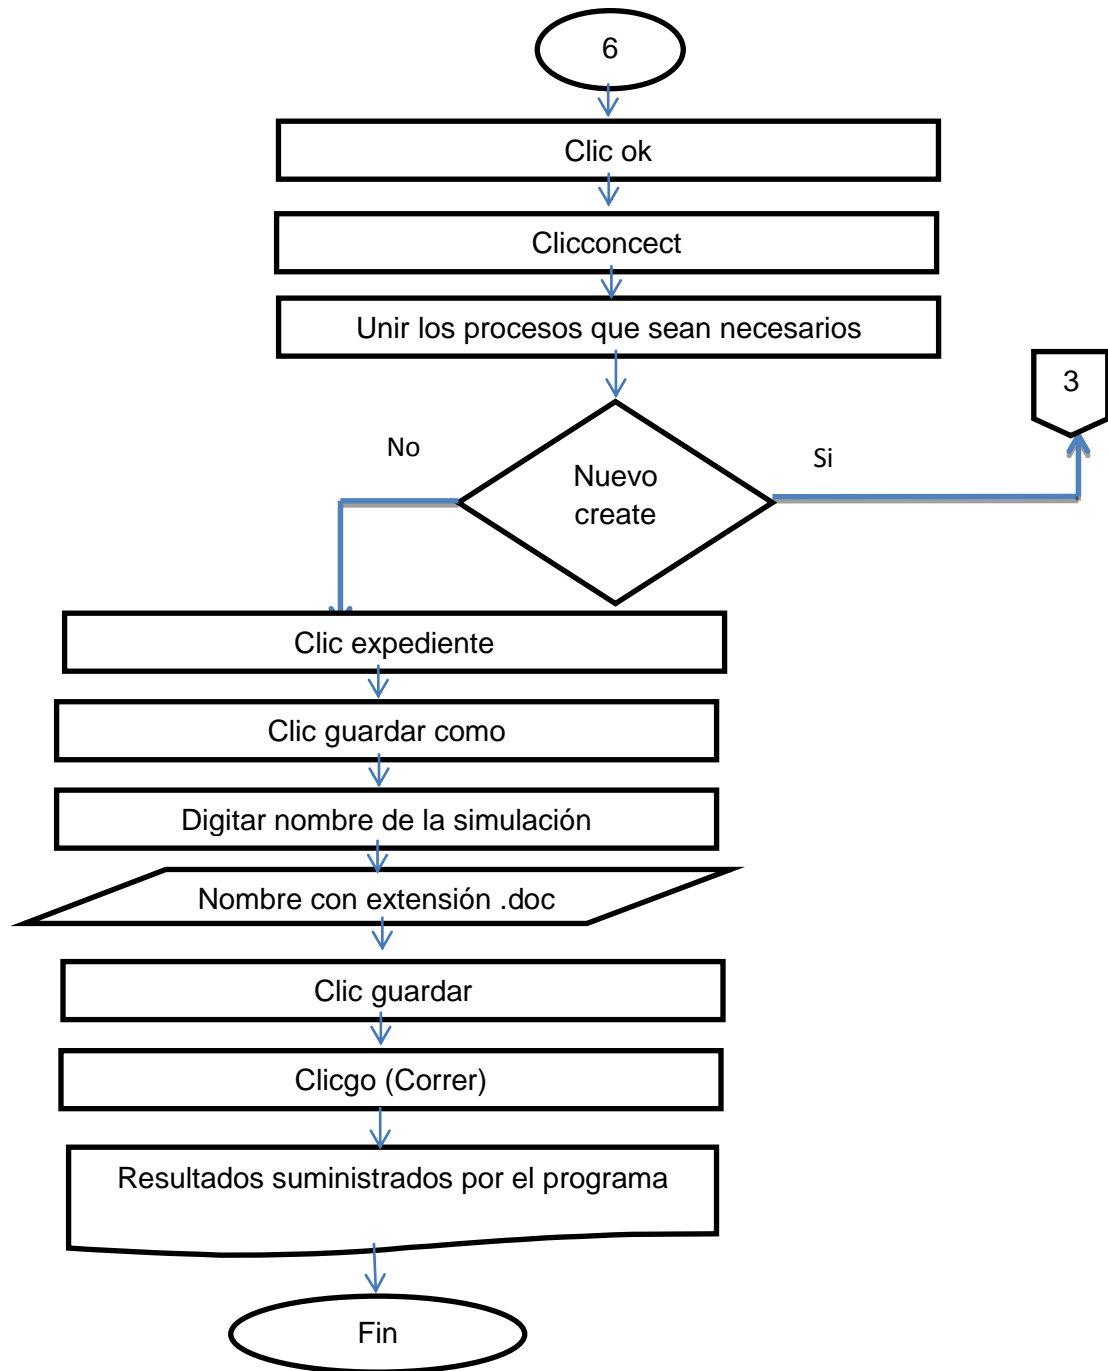 6
Clic ok
Clicconcect
Unir los procesos que sean necesarios
3
No
Si
Nuevo
create
Clic expediente
Clic guardar como
Digitar nombre de la simulación
Nombre con extensión .doc
Clic guardar
Clicgo (Correr)
Resultados suministrados por el programa
Fin